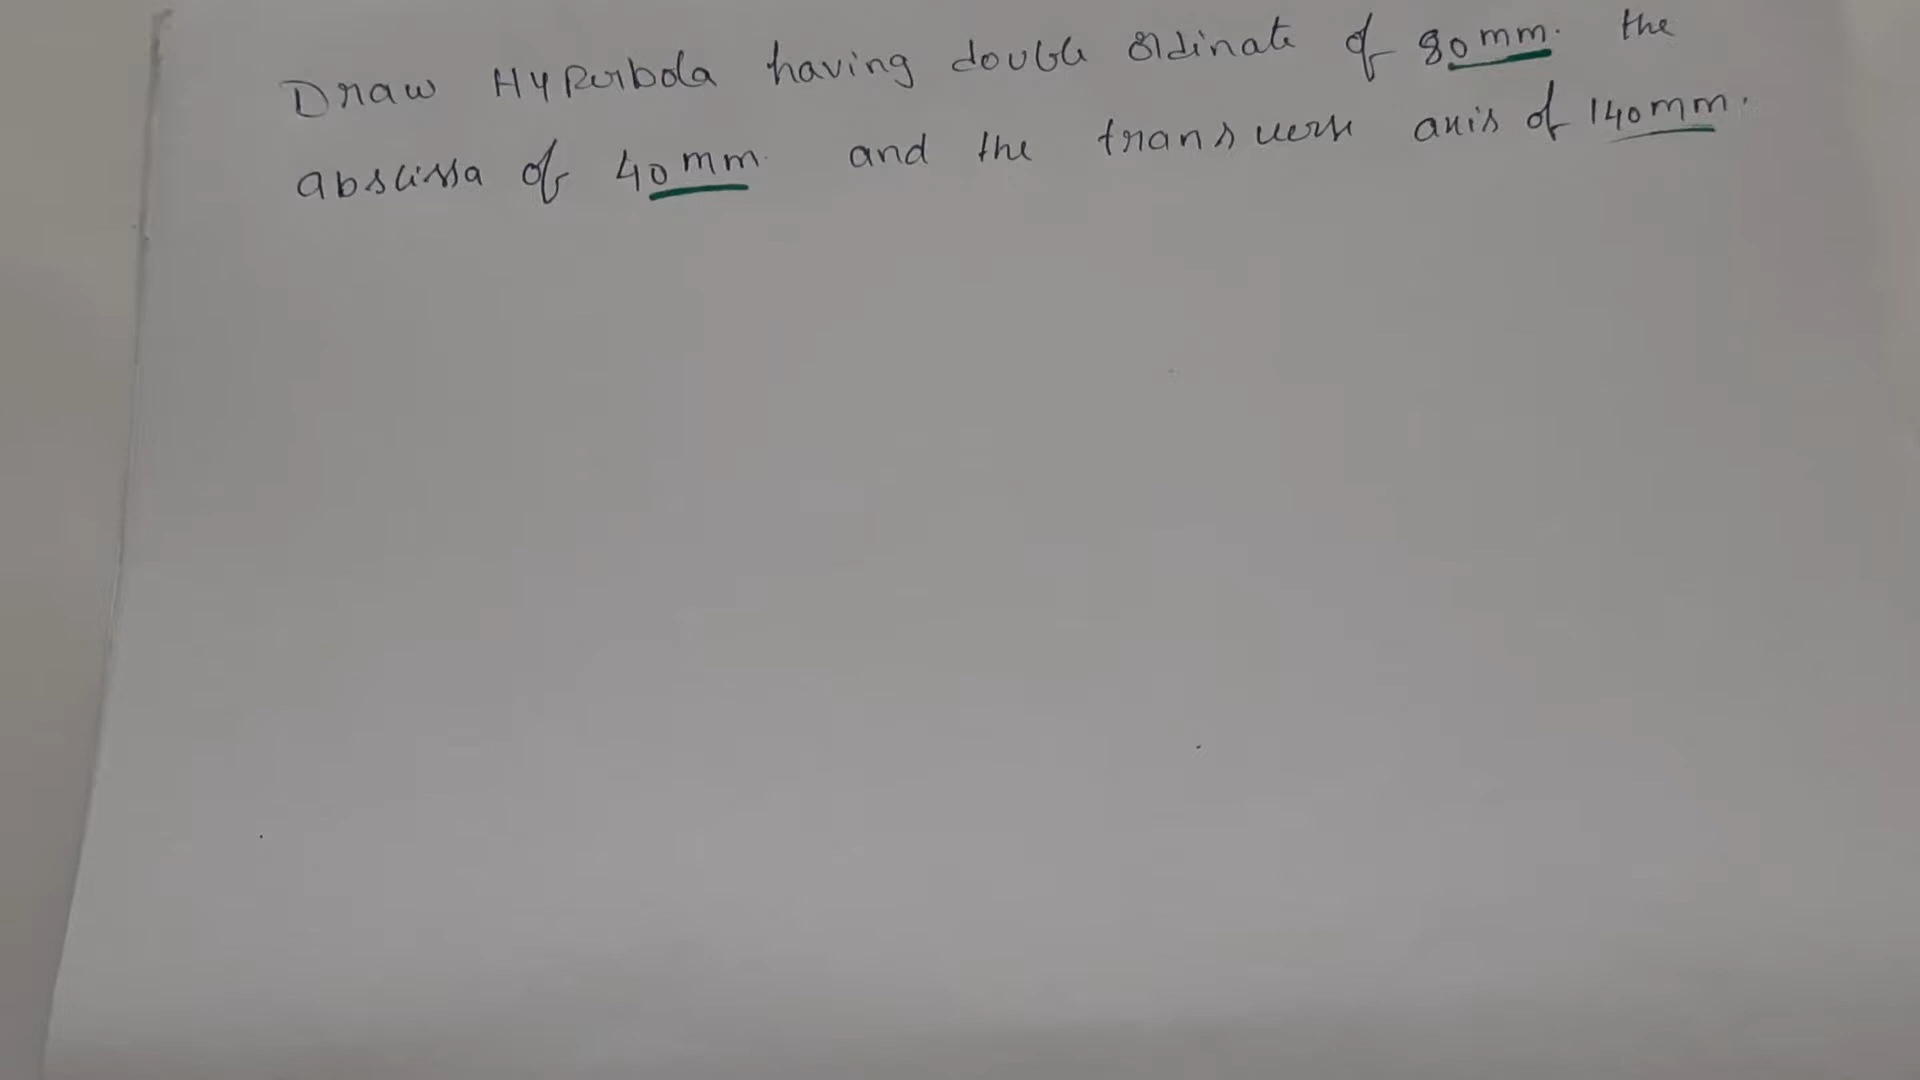 Draw Hyperbola having double ordinate of 80mm. the
abscissa of 40mm. and the transverse axis of 140mm.